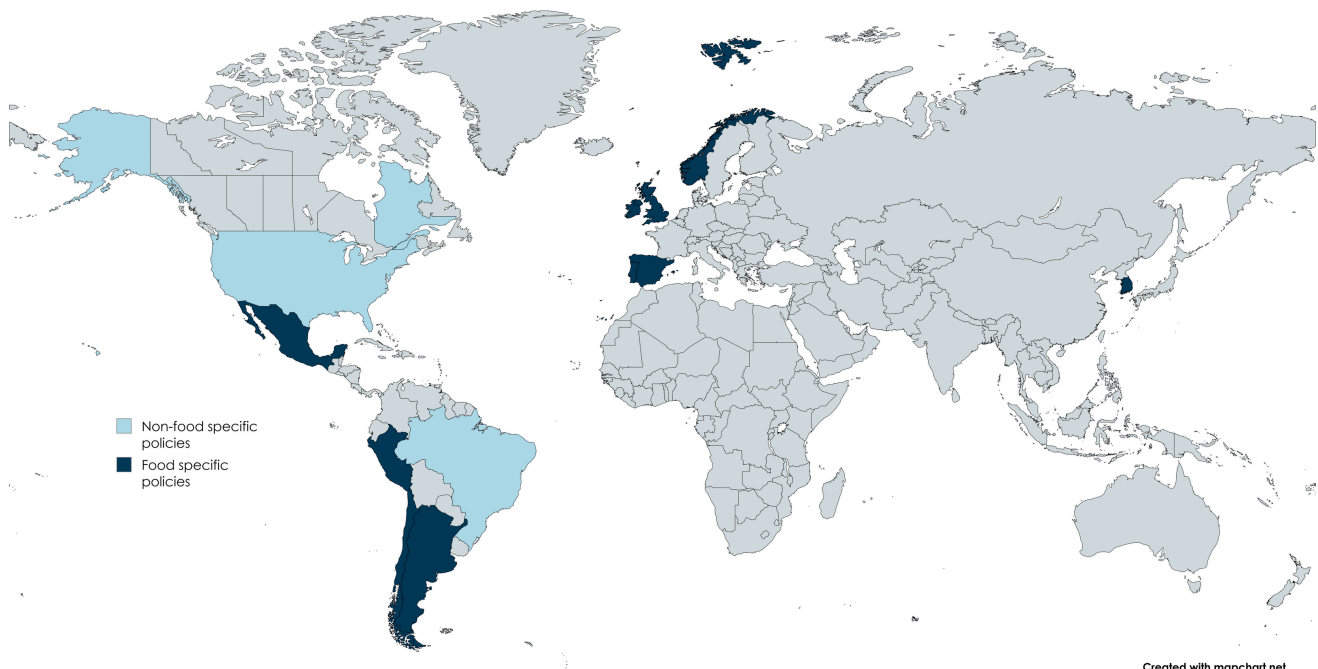 Non-food specific
policies
Food specific
policies
Created with mapchart.net